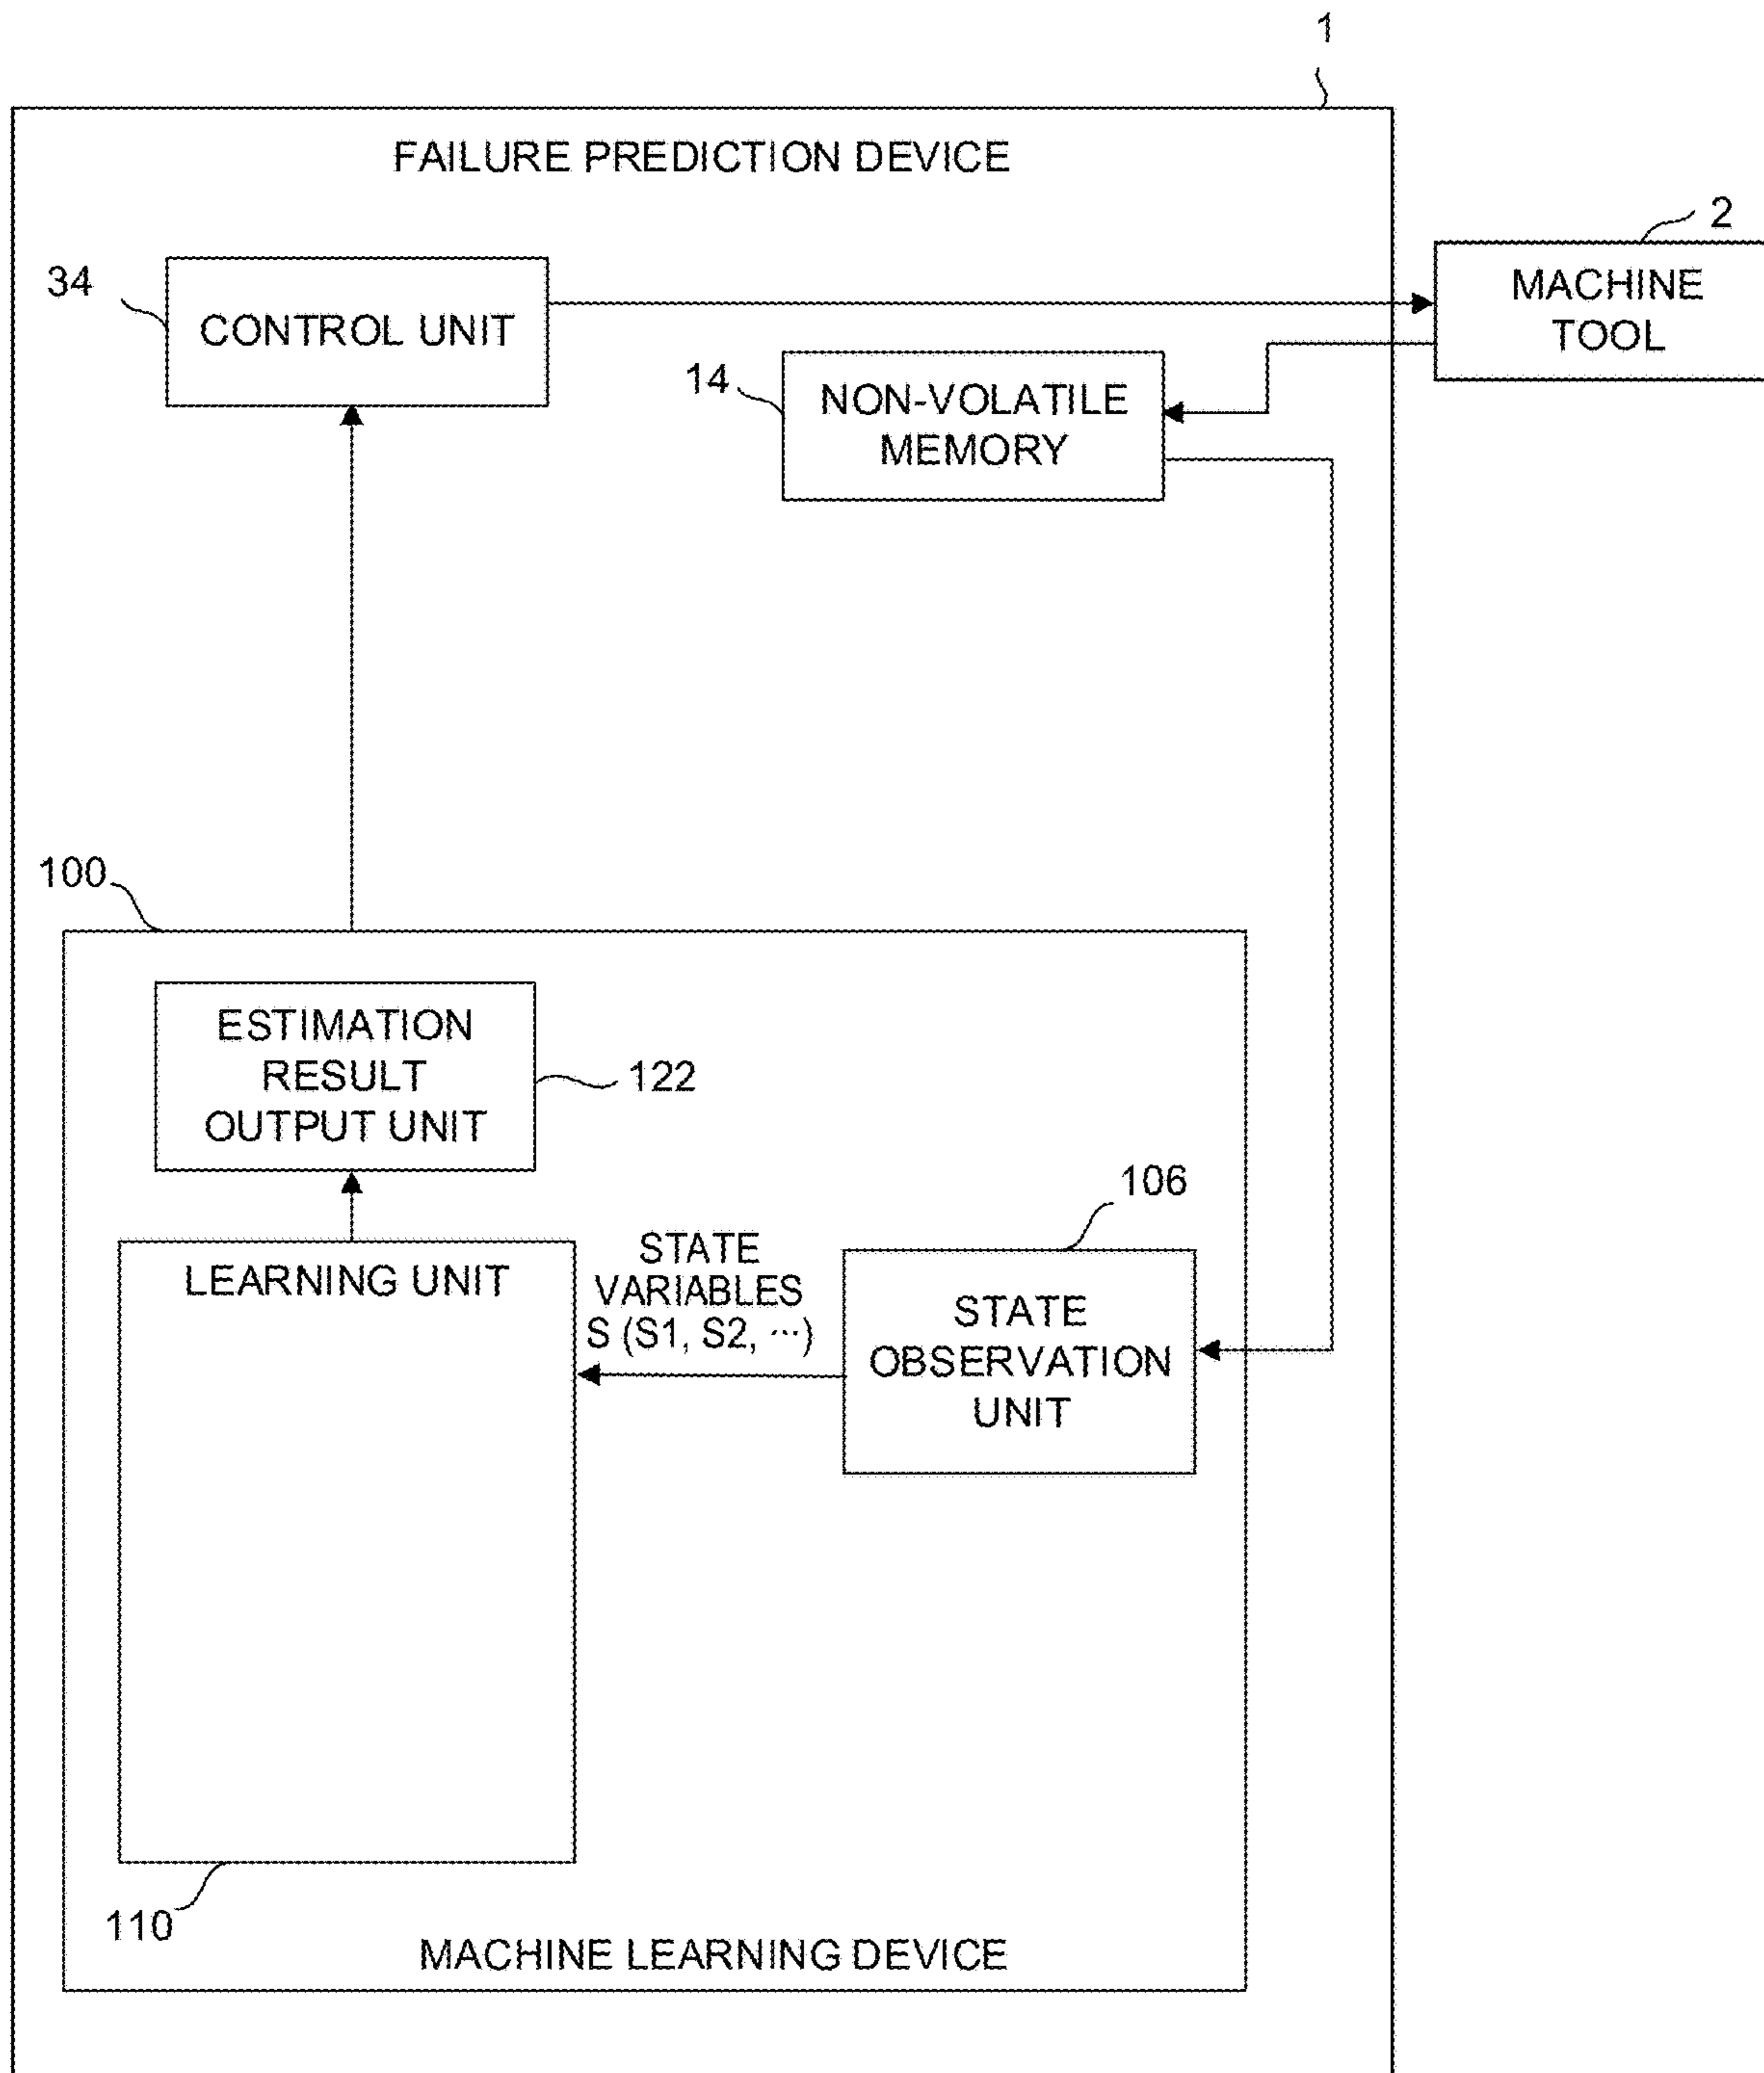 1
FAILURE PREDICTION DEVICE
2
MACHINE
TOOL
34
CONTROL UNIT
14
NON-VOLATILE
MEMORY
100
ESTIMATION
RESULT
OUTPUT UNIT
122
106
LEARNING UNIT
STATE
VARIABLES
S (S1, S2, ···)
STATE
OBSERVATION
UNIT
110
MACHINE LEARNING DEVICE